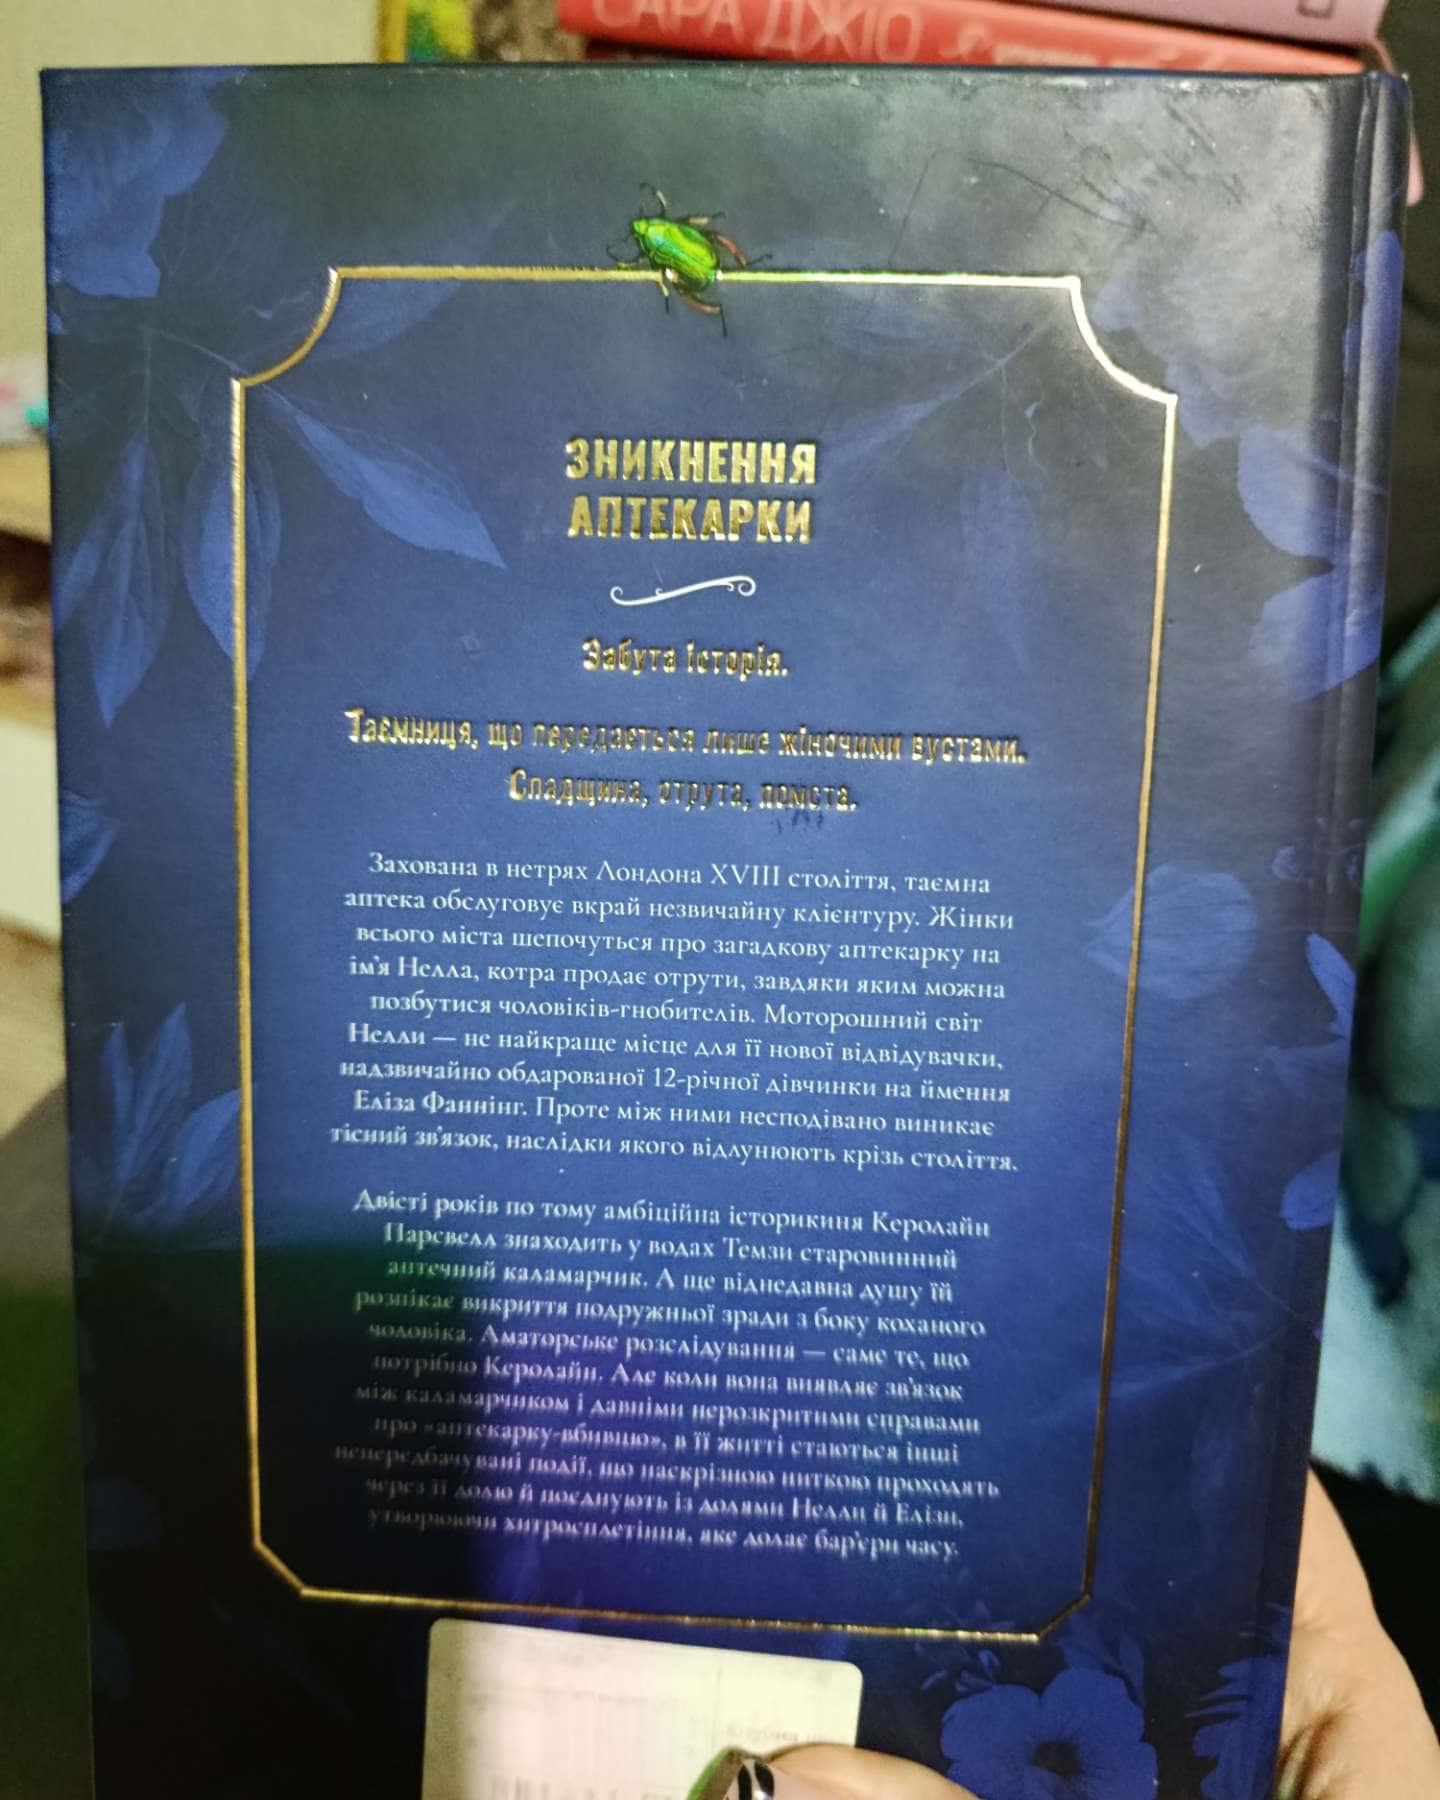 САРА ДЖІО
ЗНИКНЕННЯ
АПТЕКАРКИ
Забута історія.
Таємниця, що передається лише жіночими вустами.
Спадщина, отрута, помста.
Захована в нетрях Лондона XVIII століття, таємна
аптека обслуговує вкрай незвичайну клієнтуру. Жінки
всього міста шепочуться про загадкову аптекарку на
ім'я Нелла, котра продає отрути, завдяки яким можна
позбутися чоловіків-гнобителів. Моторошний світ
Нелли — не найкраще місце для її нової відвідувачки,
надзвичайно обдарованої 12-річної дівчинки на ймення
Еліза Фаннінг. Проте між ними несподівано виникає
тісний зв'язок, наслідки якого відлунюють крізь століття.
Двісті років по тому амбіційна історикиня Керолайн
Парсвелл знаходить у водах Темзи старовинний
аптечний каламарчик. А ще віднедавна душу їй
розпікає викриття подружньої зради з боку коханого
чоловіка. Аматорське розслідування — саме те, що
потрібно Керолайн. Але коли вона виявляє зв'язок
між каламарчиком і давніми нерозкритими справами
про «аптекарку-вбивцю», в її житті стаються інші
непередбачувані події, що наскрізною ниткою проходять
через її долю й поєднують із долями Нелли й Елізи,
утворюючи хитросплетіння, яке долає бар'єри часу.